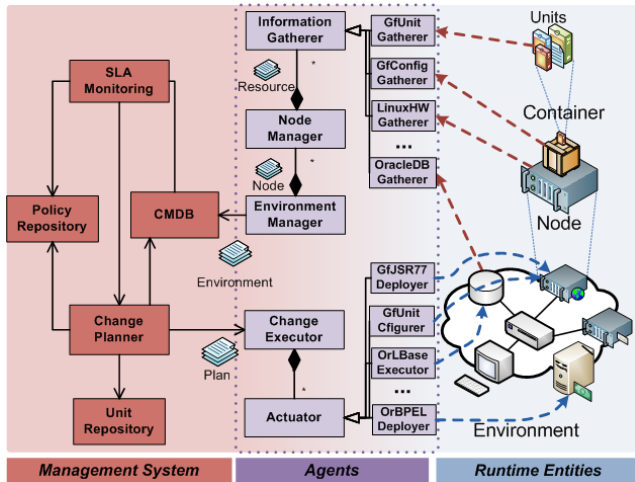 SLA
Monitoring
Policy
Repository
CMDB
Change
Planner
Unit
Repository
Information
Gatherer
*
Resource
Node
Manager
*
Node
Environment
Manager
Environment
Change
Executor
Plan
*
Actuator
GfUnit
Gatherer
GfConfig
Gatherer
LinuxHW
Gatherer
...
OracleDB
Gatherer
GfJSR77
Deployer
GfUnit
Cfigurer
OrLBase
Executor
...
OrBPEL
Deployer
Units
Container
Node
Environment
Management System
Agents
Runtime Entities